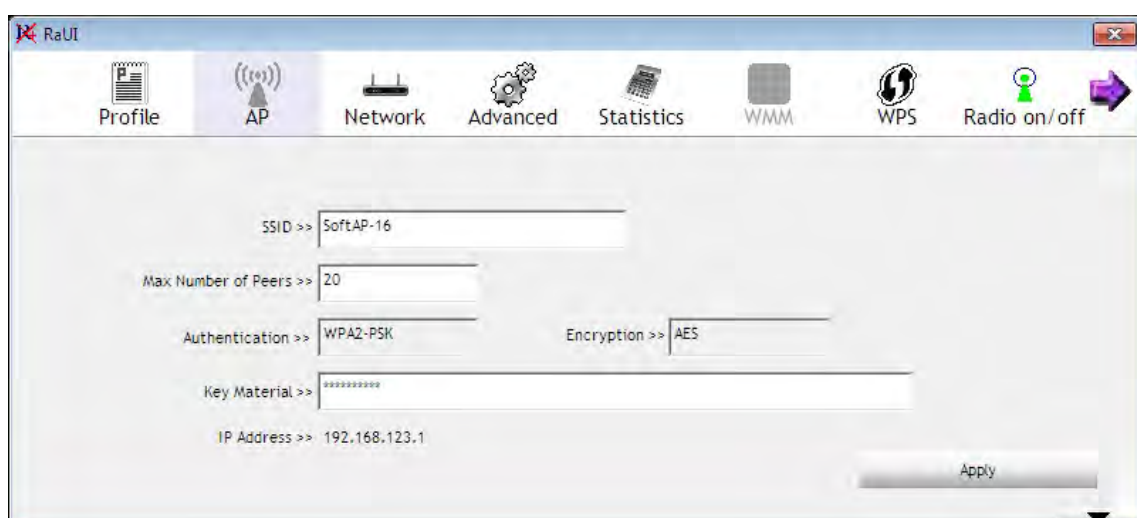 RaUI
Profile AP Network Advanced Statistics WMM WPS Radio on/off
SSID >> SoftAP-16
Max Number of Peers >> 20
Authentication >> WPA2-PSK Encryption >> AES
Key Material >> **********
IP Address >> 192.168.123.1
Apply